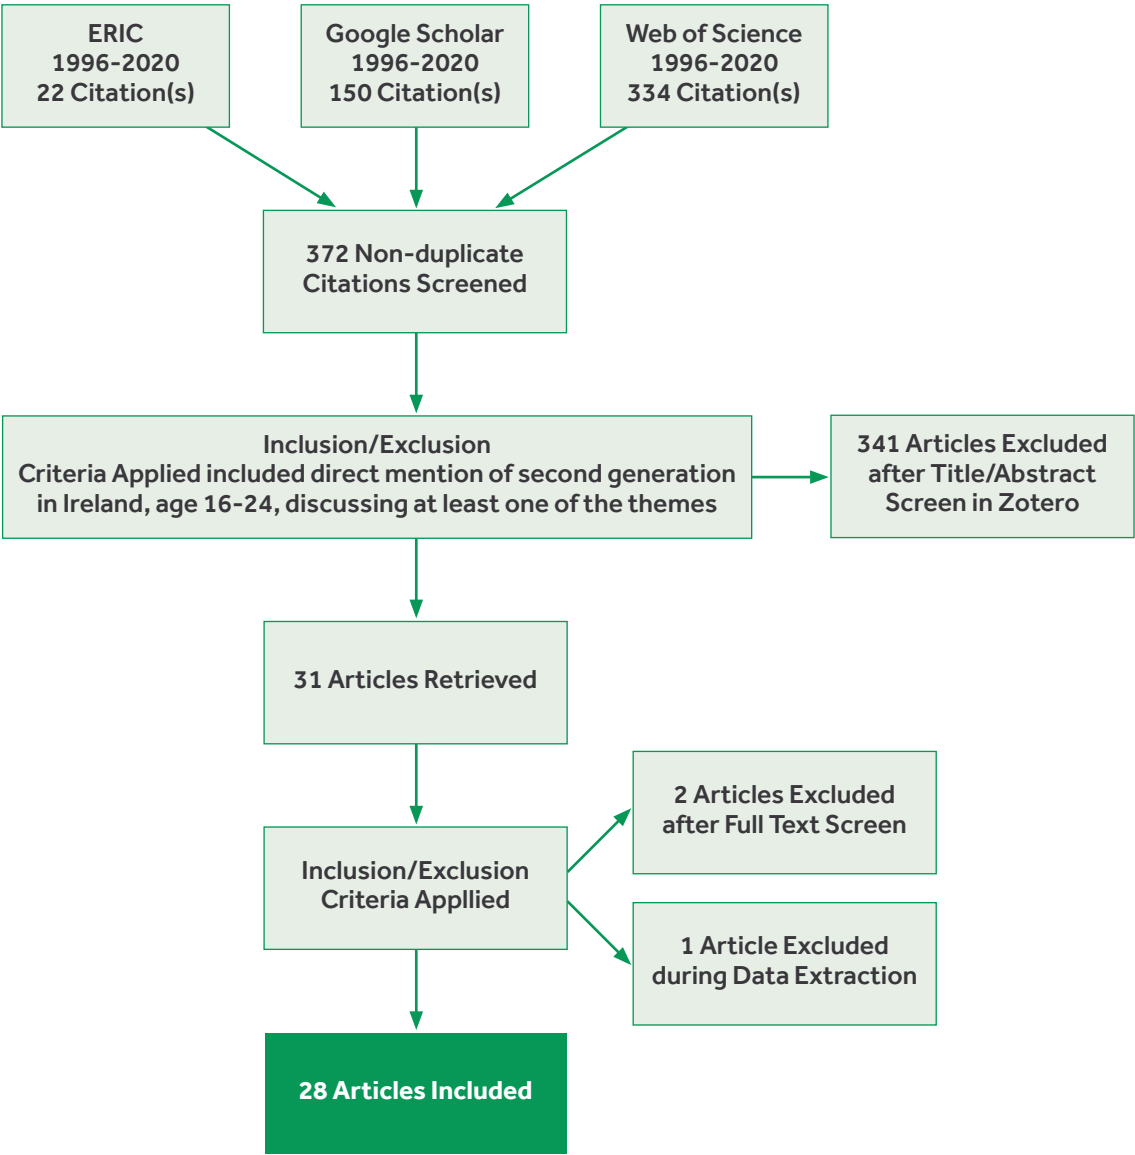 ERIC
1996-2020
22 Citation(s)
Google Scholar
1996-2020
150 Citation(s)
Web of Science
1996-2020
334 Citation(s)
372 Non-duplicate
Citations Screened
Inclusion/Exclusion
Criteria Applied included direct mention of second generation
in Ireland, age 16-24, discussing at least one of the themes
341 Articles Excluded
after Title/Abstract
Screen in Zotero
31 Articles Retrieved
2 Articles Excluded
after Full Text Screen
Inclusion/Exclusion
Criteria Appllied
1 Article Excluded
during Data Extraction
28 Articles Included